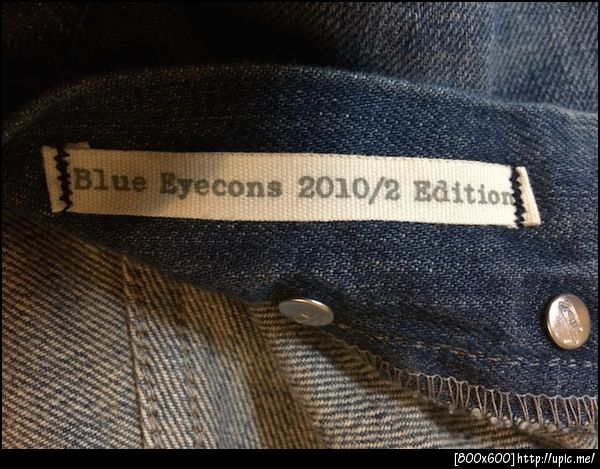 Blue Eyecons 2010/2 Edition
[800x600]http://upic.me/